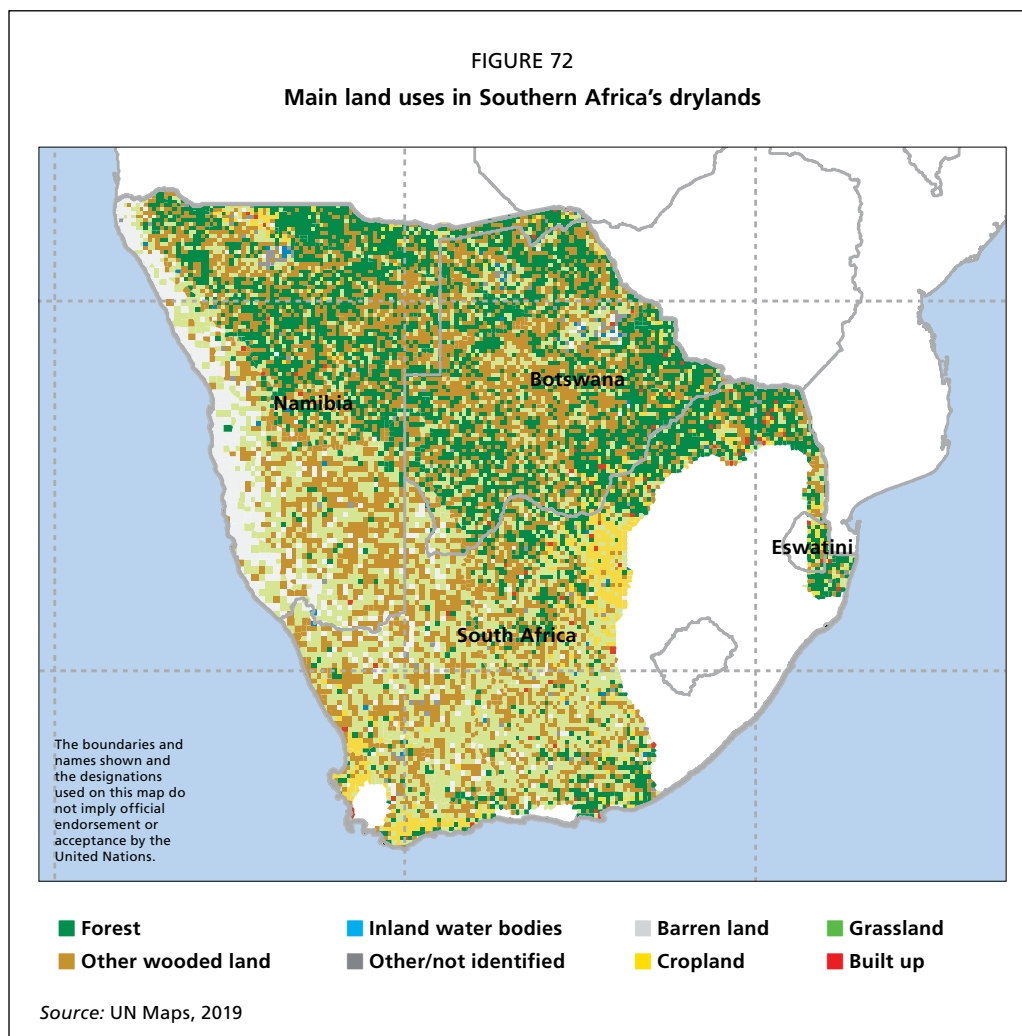 FIGURE 72
Main land uses in Southern Africa's drylands
Botswana
Namibia
Eswatini
South Africa
The boundaries and
names shown and
the designations
used on this map do
not imply official
endorsement or
acceptance by the
United Nations.
Forest
Inland water bodies
Barren land
Grassland
Other wooded land
Other/not identified
Cropland
Built up
Source: UN Maps, 2019